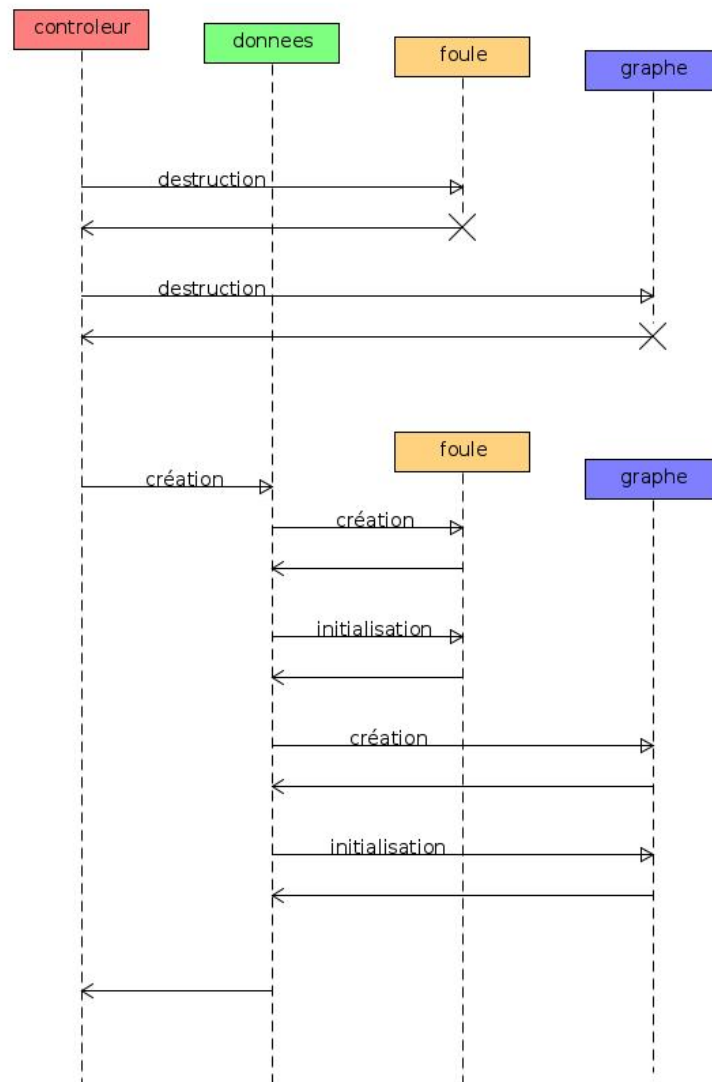 controleur
donnees
foule
graphe
destruction
destruction
foule
graphe
création
création
initialisation
création
initialisation